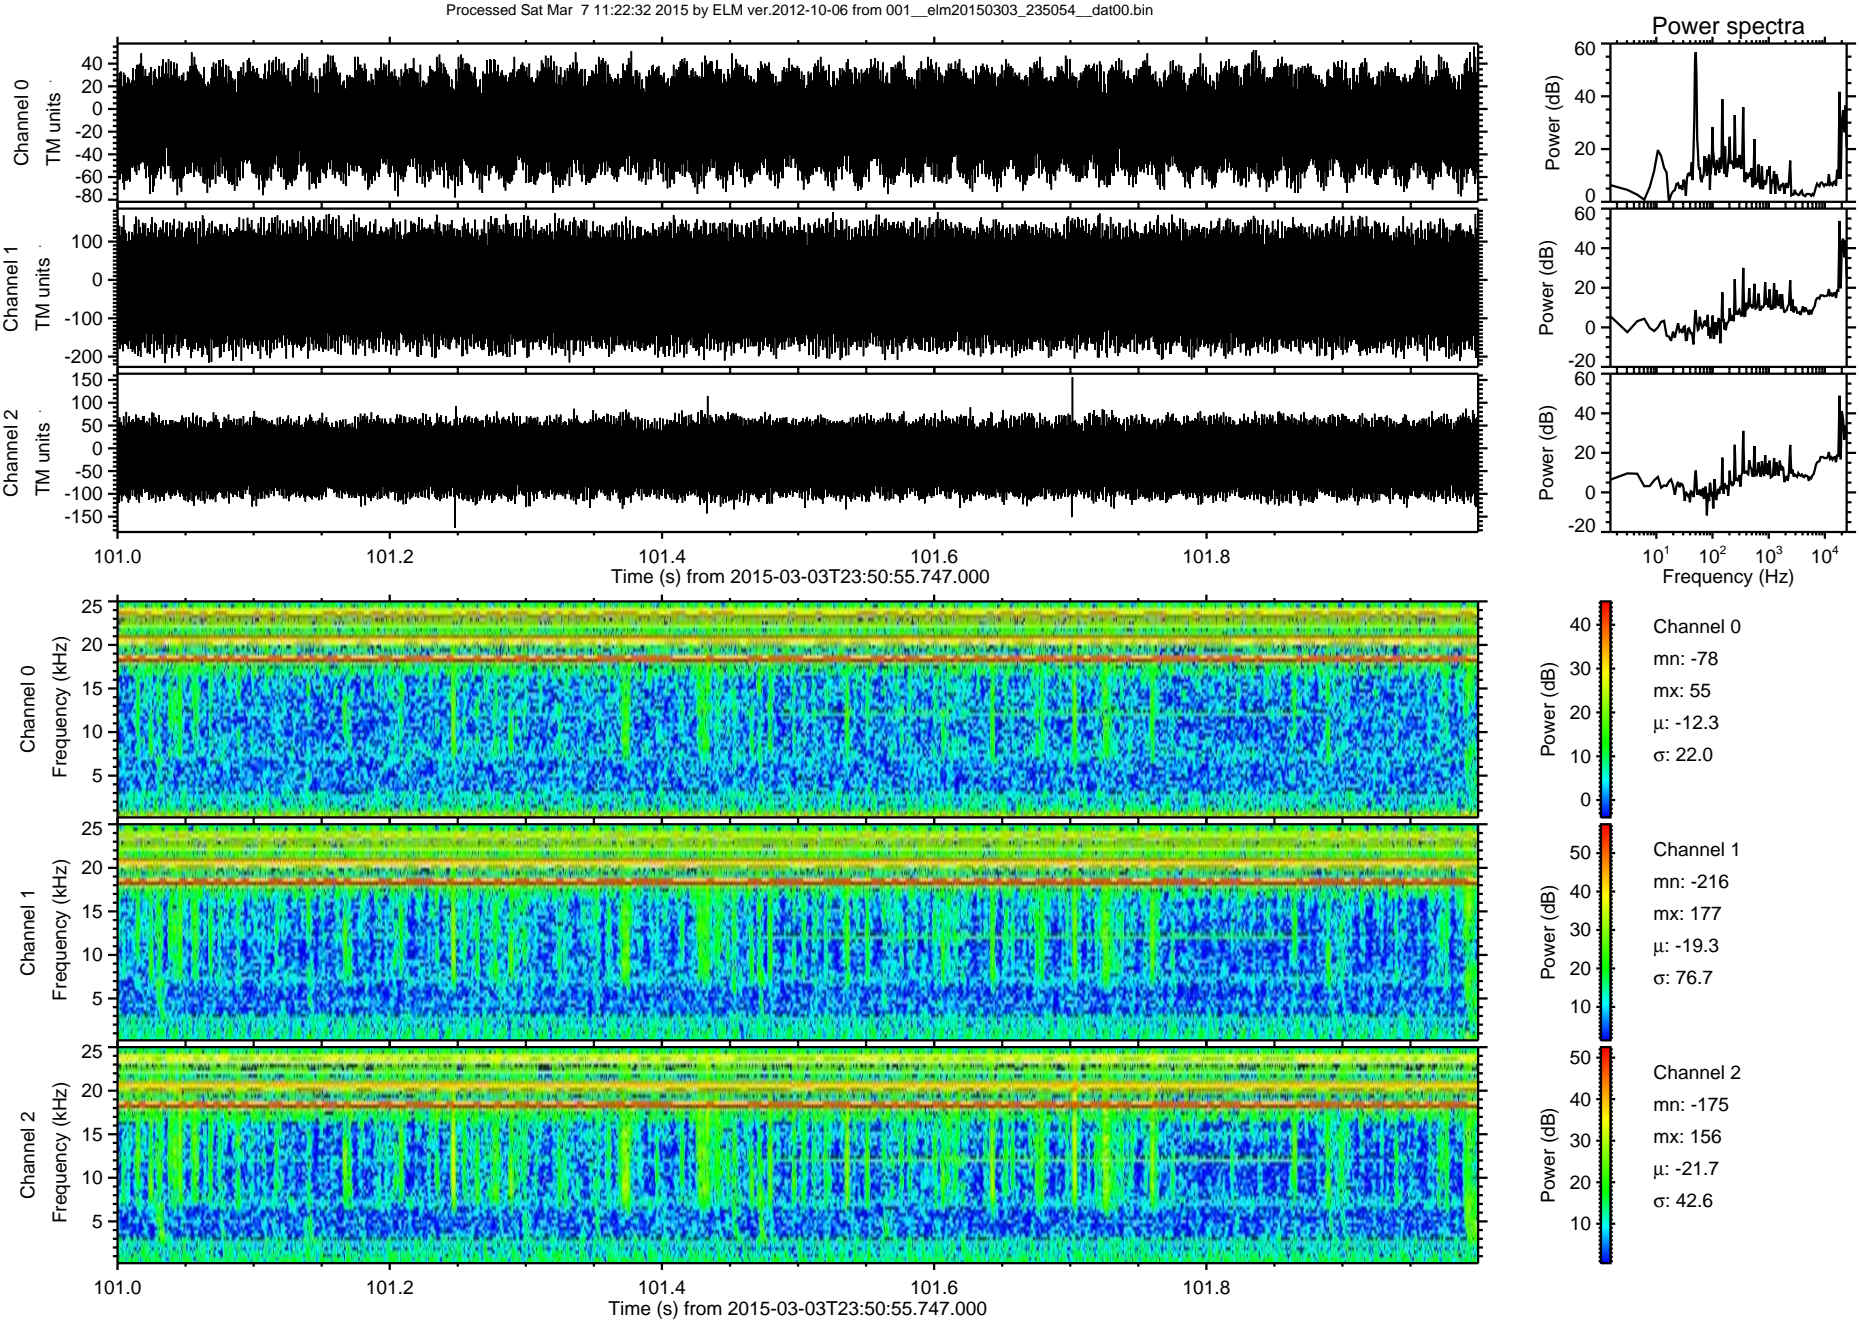 Processed Sat Mar 7 11:22:32 2015 by ELM ver.2012-10-06 from 001__elm20150303_235054__dat00.bin
Power spectra
Channel 0
TM units
40
20
0
-20
-40
-60
-80
Power (dB)
60
40
20
0
Channel 1
TM units
100
0
-100
-200
Power (dB)
60
40
20
0
-20
Channel 2
TM units
150
100
50
0
-50
-100
-150
Power (dB)
60
40
20
0
-20
101.0 101.2 101.4 101.6 101.8
Time (s) from 2015-03-03T23:50:55.747.000
10¹ 10² 10³ 10⁴
Frequency (Hz)
Channel 0
Frequency (kHz)
25
20
15
10
5
Power (dB)
40
30
20
10
0
Channel 0
mn: -78
mx: 55
μ: -12.3
σ: 22.0
Channel 1
Frequency (kHz)
25
20
15
10
5
Power (dB)
50
40
30
20
10
Channel 1
mn: -216
mx: 177
μ: -19.3
σ: 76.7
Channel 2
Frequency (kHz)
25
20
15
10
5
Power (dB)
50
40
30
20
10
Channel 2
mn: -175
mx: 156
μ: -21.7
σ: 42.6
101.0 101.2 101.4 101.6 101.8
Time (s) from 2015-03-03T23:50:55.747.000